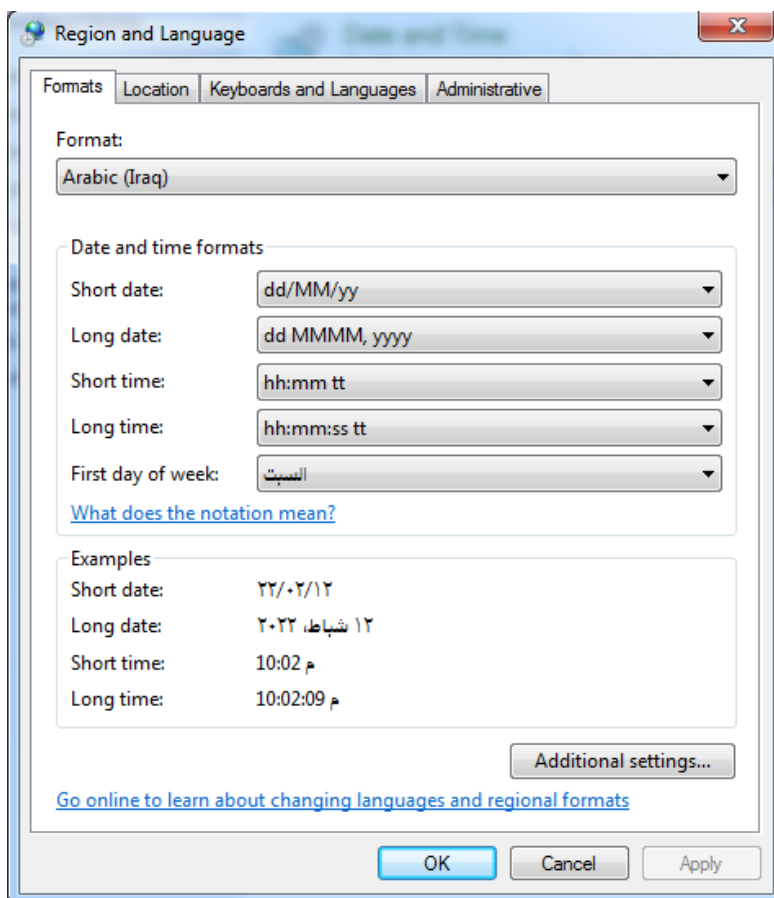 Region and Language
Date and Time
Formats Location Keyboards and Languages Administrative
Format:
Arabic (Iraq)
Date and time formats
Short date: dd/MM/yy
Long date: dd MMMM, yyyy
Short time: hh:mm tt
Long time: hh:mm:ss tt
First day of week: السبت
What does the notation mean?
Examples
Short date: ٢٢/٠٢/١٢
Long date: ١٢ شباط، ٢٠٢٢
Short time: 10:02 م
Long time: 10:02:09 م
Additional settings...
Go online to learn about changing languages and regional formats
OK Cancel Apply